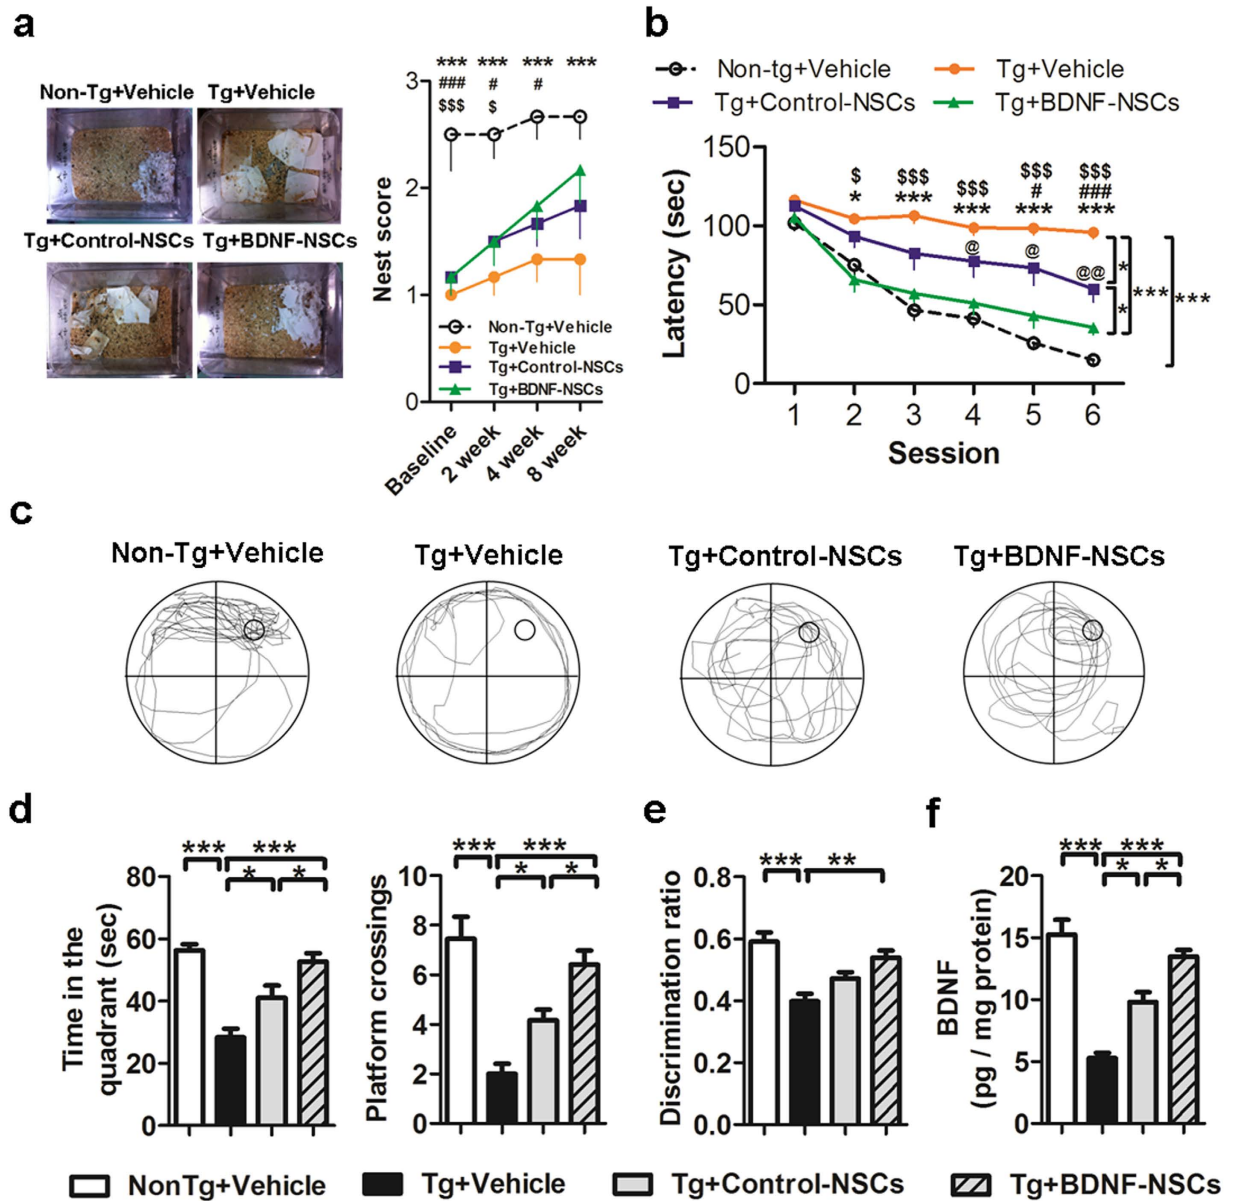 a
Non-Tg+Vehicle Tg+Vehicle
Tg+Control-NSCs Tg+BDNF-NSCs
*** *** *** ***
### # #
$$$ $
3
2
1
0
Nest score
Non-Tg+Vehicle
Tg+Vehicle
Tg+Control-NSCs
Tg+BDNF-NSCs
Baseline
2 week
4 week
8 week
b
Non-tg+Vehicle Tg+Vehicle
Tg+Control-NSCs Tg+BDNF-NSCs
150
100
50
0
Latency (sec)
$ $$$ $$$ $$$ $$$
# ###
* *** *** *** ***
@ @ @@
* * *** ***
1 2 3 4 5 6
Session
c
Non-Tg+Vehicle Tg+Vehicle Tg+Control-NSCs Tg+BDNF-NSCs
d
Time in the
quadrant (sec)
80
60
40
20
0
*** ***
* *
Platform crossings
10
8
6
4
2
0
*** ***
* *
e
Discrimination ratio
0.8
0.6
0.4
0.2
0.0
*** **
f
BDNF
(pg / mg protein)
20
15
10
5
0
*** ***
* *
NonTg+Vehicle Tg+Vehicle Tg+Control-NSCs Tg+BDNF-NSCs